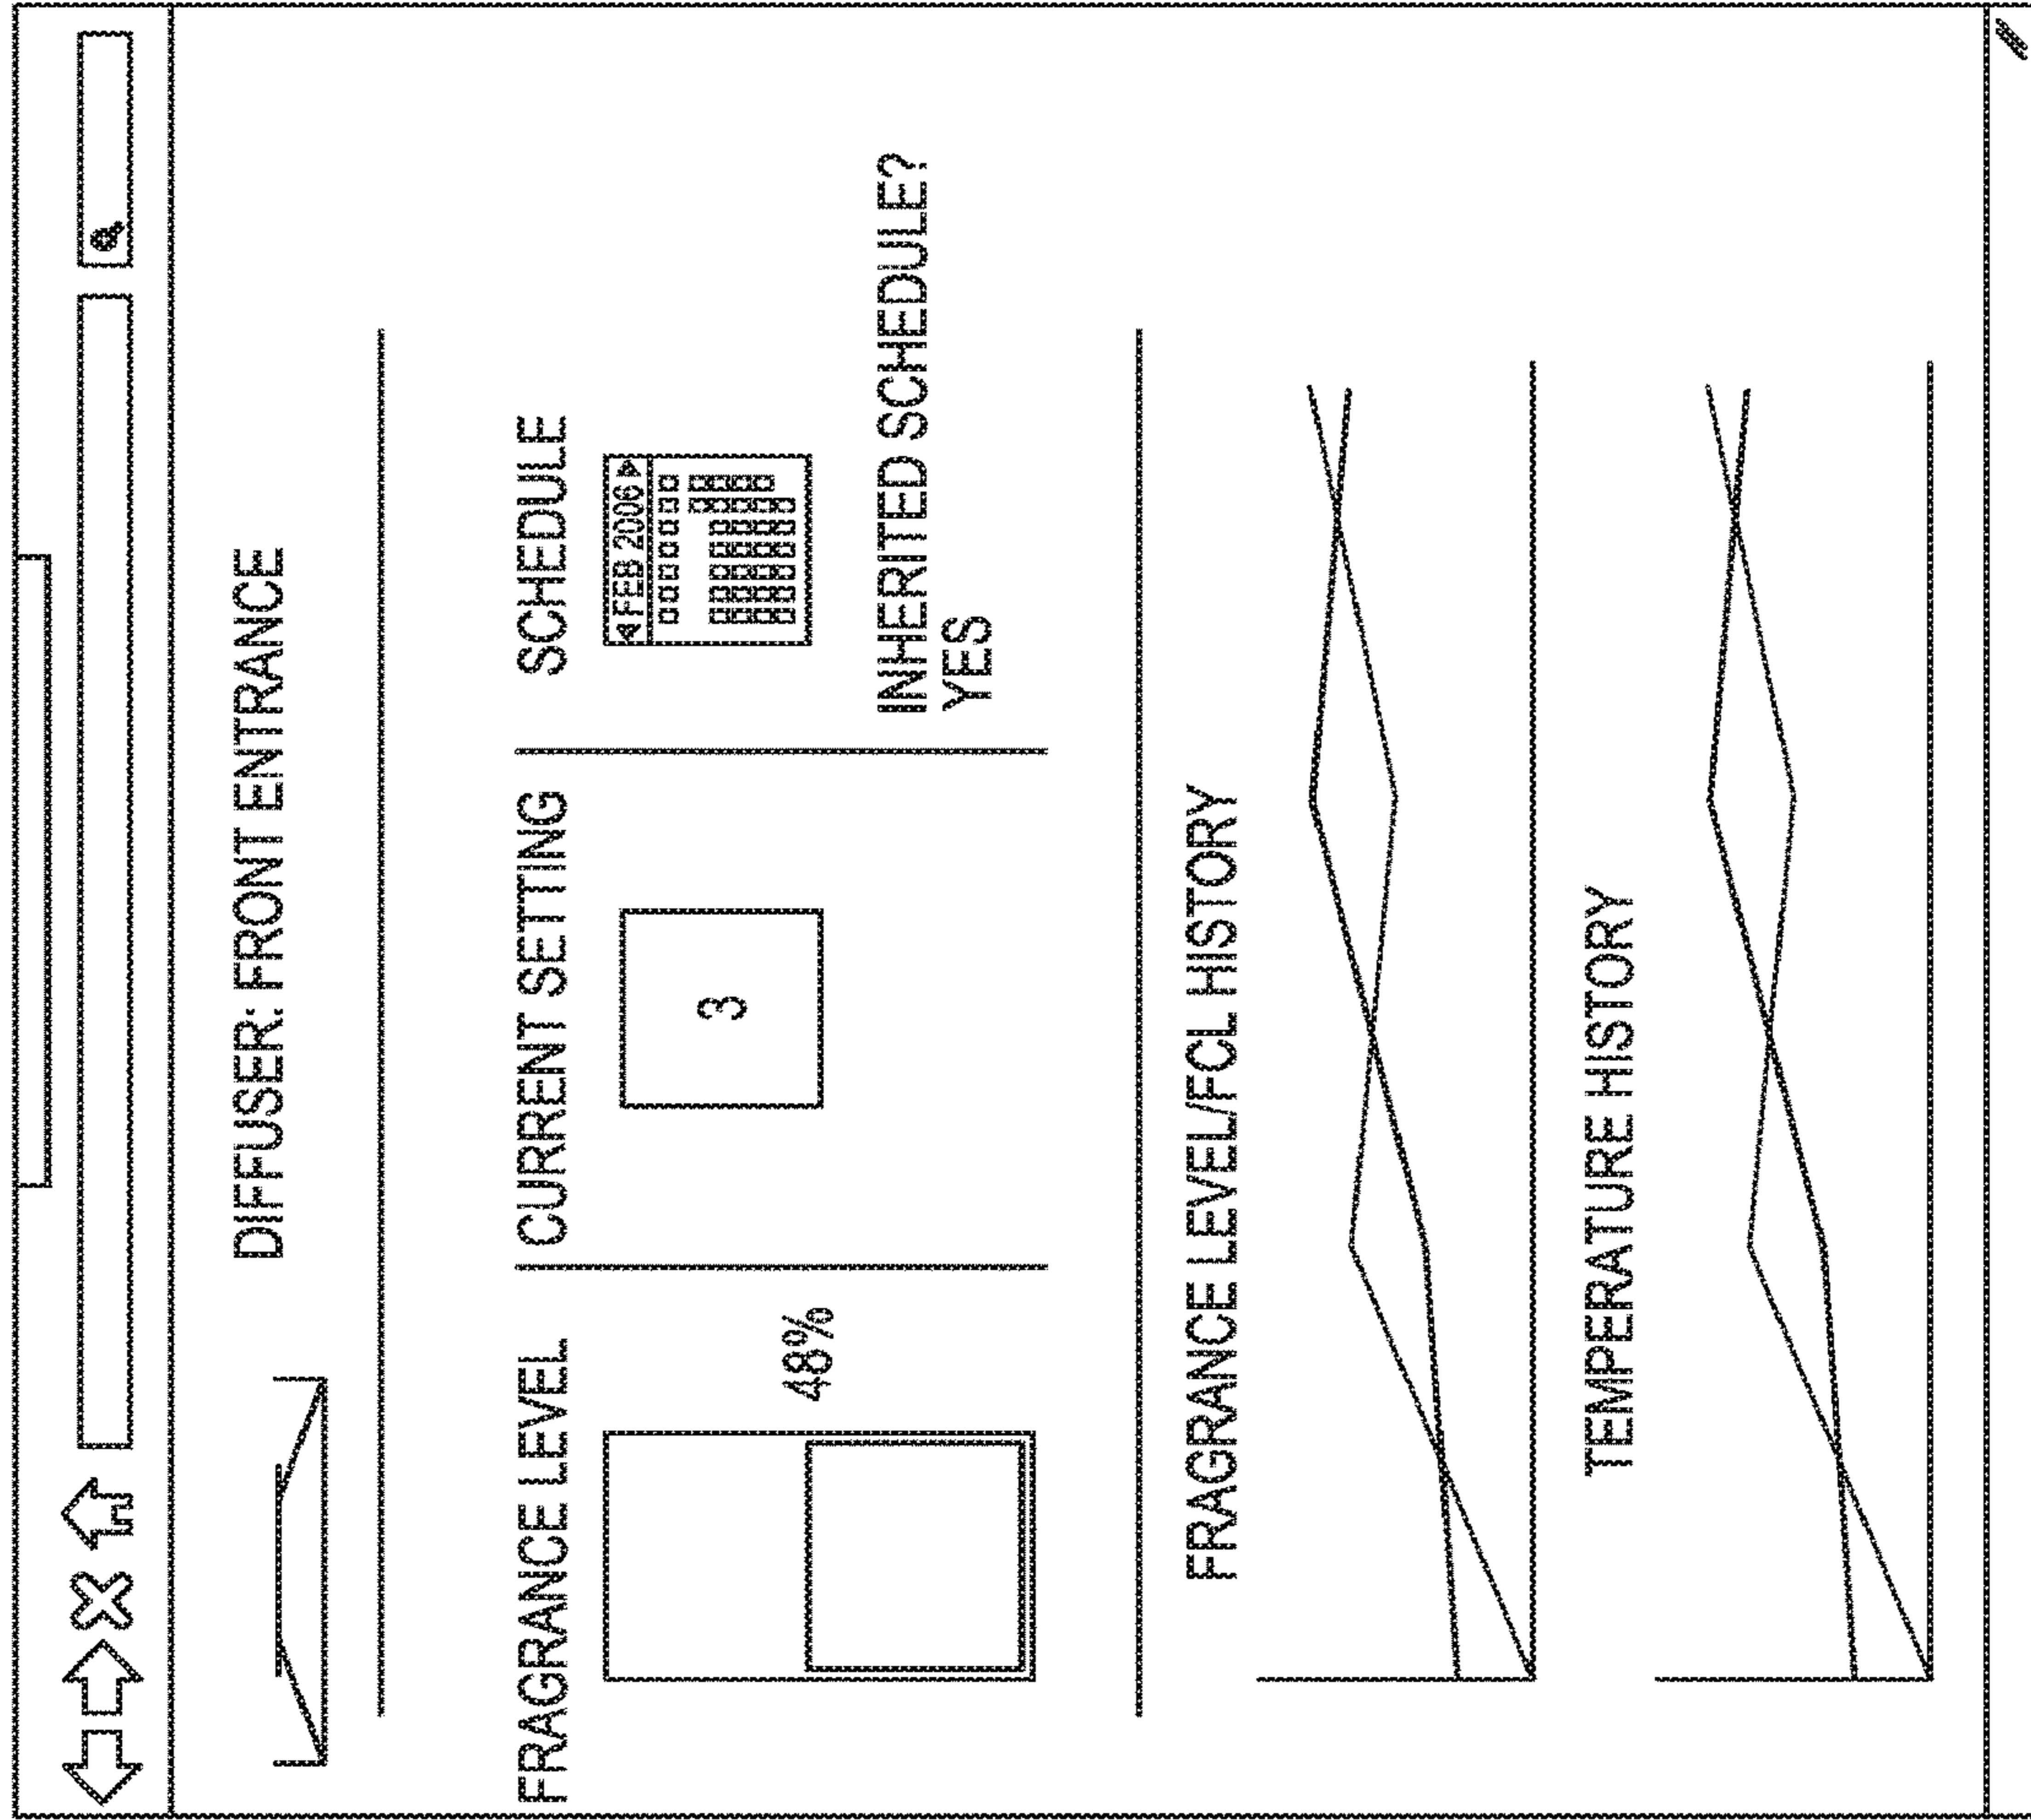 DIFFUSER: FRONT ENTRANCE
FRAGRANCE LEVEL
48%
CURRENT SETTING
3
SCHEDULE
FEB 2006
INHERITED SCHEDULE?
YES
FRAGRANCE LEVEL/FCL HISTORY
TEMPERATURE HISTORY